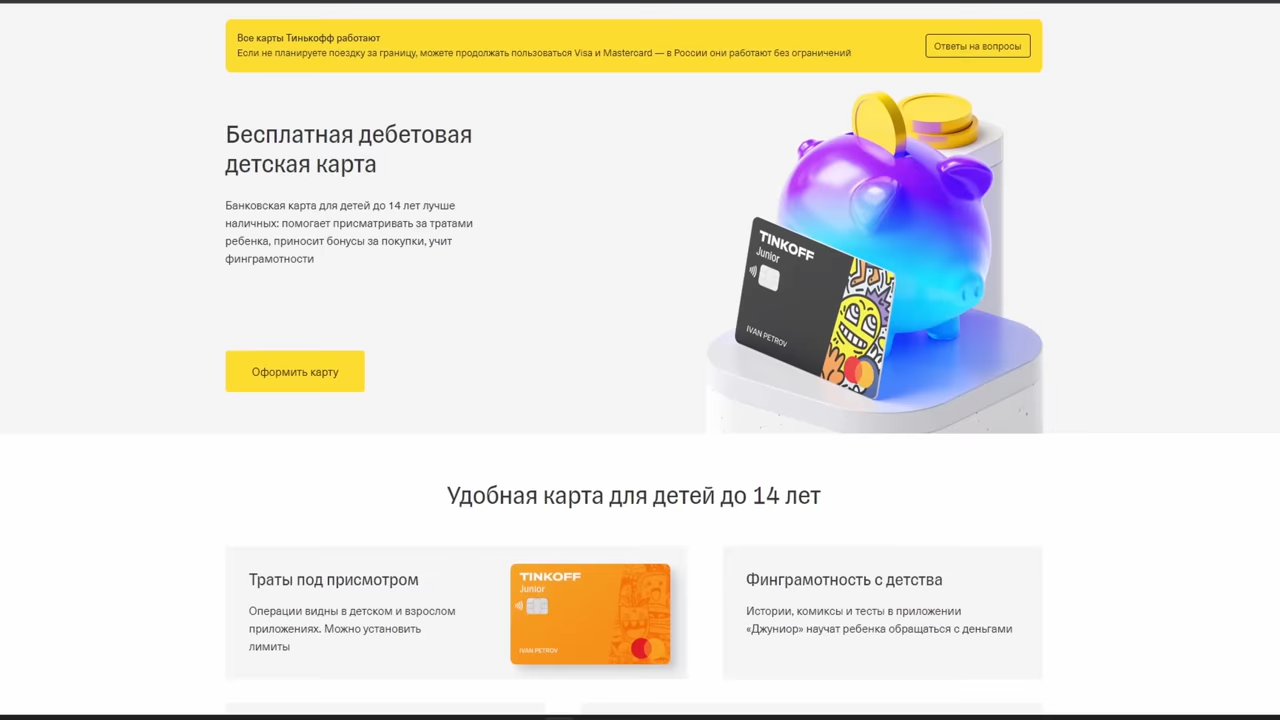 Все карты Тинькофф работают
Если не планируете поездку за границу, можете продолжать пользоваться Visa и Mastercard — в России они работают без ограничений
Ответы на вопросы
Бесплатная дебетовая
детская карта
Банковская карта для детей до 14 лет лучше
наличных: помогает присматривать за тратами
ребенка, приносит бонусы за покупки, учит
финграмотности
Оформить карту
TINKOFF
Junior
IVAN PETROV
Удобная карта для детей до 14 лет
Траты под присмотром
Операции видны в детском и взрослом
приложениях. Можно установить
лимиты
TINKOFF
Junior
IVAN PETROV
Финграмотность с детства
Истории, комиксы и тесты в приложении
«Джуниор» научат ребенка обращаться с деньгами